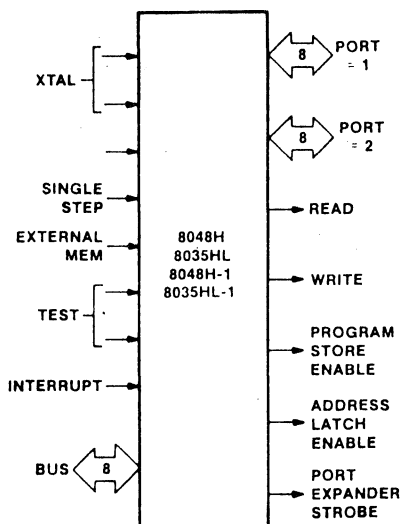 XTAL
SINGLE
STEP
EXTERNAL
MEM
TEST
INTERRUPT
BUS
8
8048H
8035HL
8048H-1
8035HL-1
8
PORT
= 1
8
PORT
= 2
READ
WRITE
PROGRAM
STORE
ENABLE
ADDRESS
LATCH
ENABLE
PORT
EXPANDER
STROBE